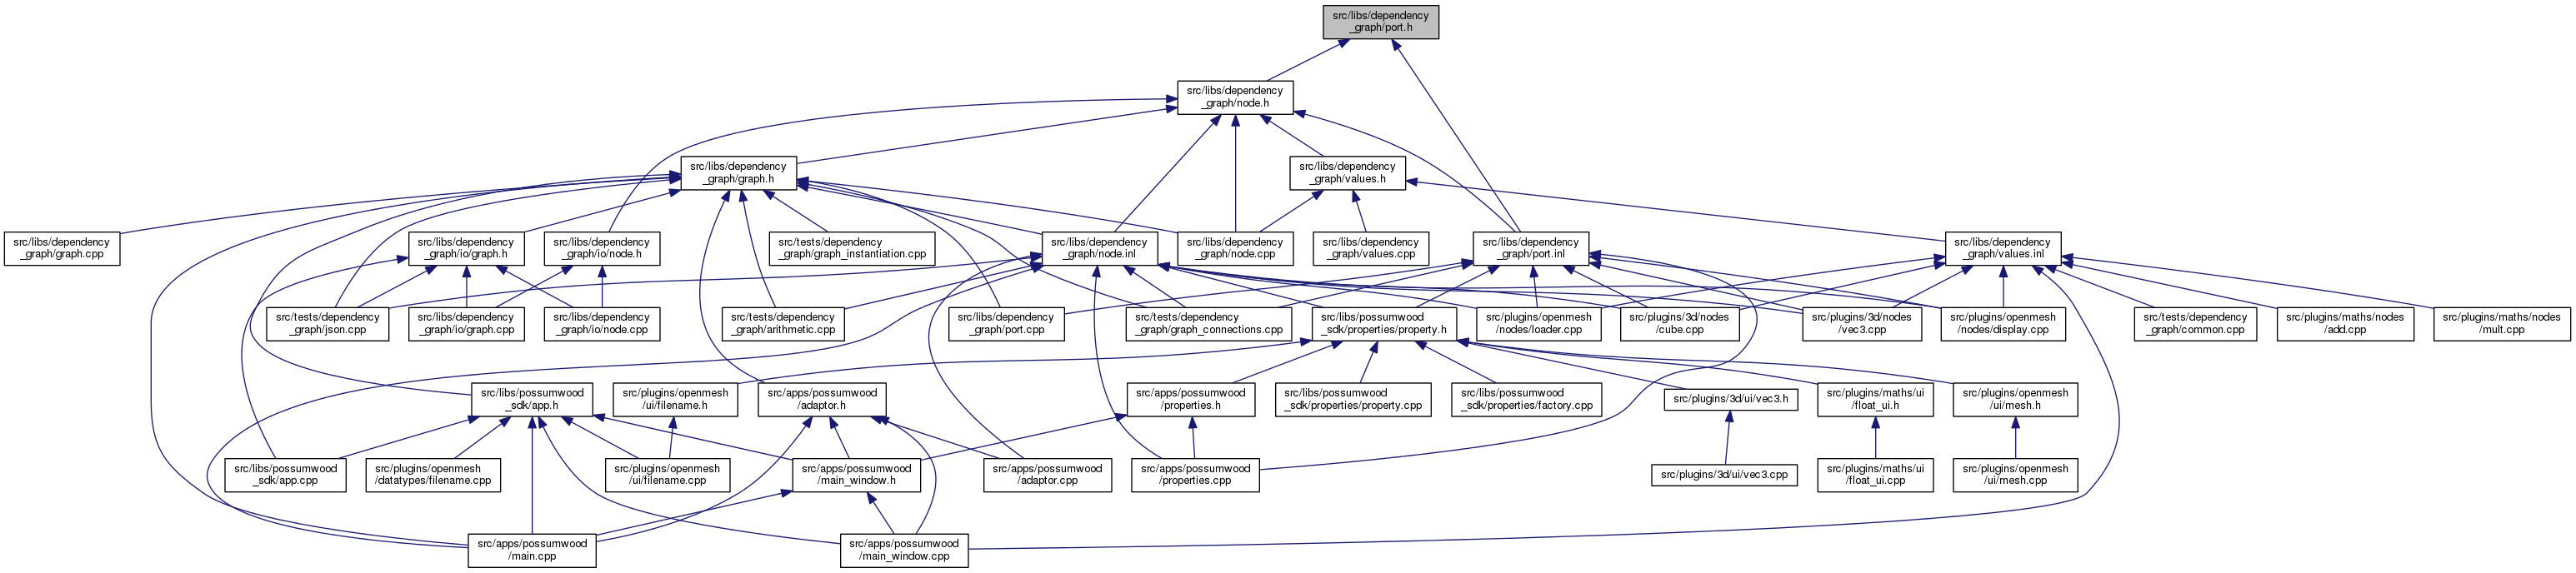 src/libs/dependency
_graph/port.h
src/libs/dependency
_graph/node.h
src/libs/dependency
_graph/graph.h
src/libs/dependency
_graph/values.h
src/libs/dependency
_graph/graph.cpp
src/libs/dependency
_graph/io/graph.h
src/libs/dependency
_graph/io/node.h
src/tests/dependency
_graph/graph_instantiation.cpp
src/libs/dependency
_graph/node.inl
src/libs/dependency
_graph/node.cpp
src/libs/dependency
_graph/values.cpp
src/libs/dependency
_graph/port.inl
src/libs/dependency
_graph/values.inl
src/tests/dependency
_graph/json.cpp
src/libs/dependency
_graph/io/graph.cpp
src/libs/dependency
_graph/io/node.cpp
src/tests/dependency
_graph/arithmetic.cpp
src/libs/dependency
_graph/port.cpp
src/tests/dependency
_graph/graph_connections.cpp
src/libs/possumwood
_sdk/properties/property.h
src/plugins/openmesh
/nodes/loader.cpp
src/plugins/3d/nodes
/cube.cpp
src/plugins/3d/nodes
/vec3.cpp
src/plugins/openmesh
/nodes/display.cpp
src/tests/dependency
_graph/common.cpp
src/plugins/maths/nodes
/add.cpp
src/plugins/maths/nodes
/mult.cpp
src/libs/possumwood
_sdk/app.h
src/plugins/openmesh
/ui/filename.h
src/apps/possumwood
/adaptor.h
src/apps/possumwood
/properties.h
src/libs/possumwood
_sdk/properties/property.cpp
src/libs/possumwood
_sdk/properties/factory.cpp
src/plugins/3d/ui/vec3.h
src/plugins/maths/ui
/float_ui.h
src/plugins/openmesh
/ui/mesh.h
src/libs/possumwood
_sdk/app.cpp
src/plugins/openmesh
/datatypes/filename.cpp
src/plugins/openmesh
/ui/filename.cpp
src/apps/possumwood
/main_window.h
src/apps/possumwood
/adaptor.cpp
src/apps/possumwood
/properties.cpp
src/plugins/3d/ui/vec3.cpp
src/plugins/maths/ui
/float_ui.cpp
src/plugins/openmesh
/ui/mesh.cpp
src/apps/possumwood
/main.cpp
src/apps/possumwood
/main_window.cpp